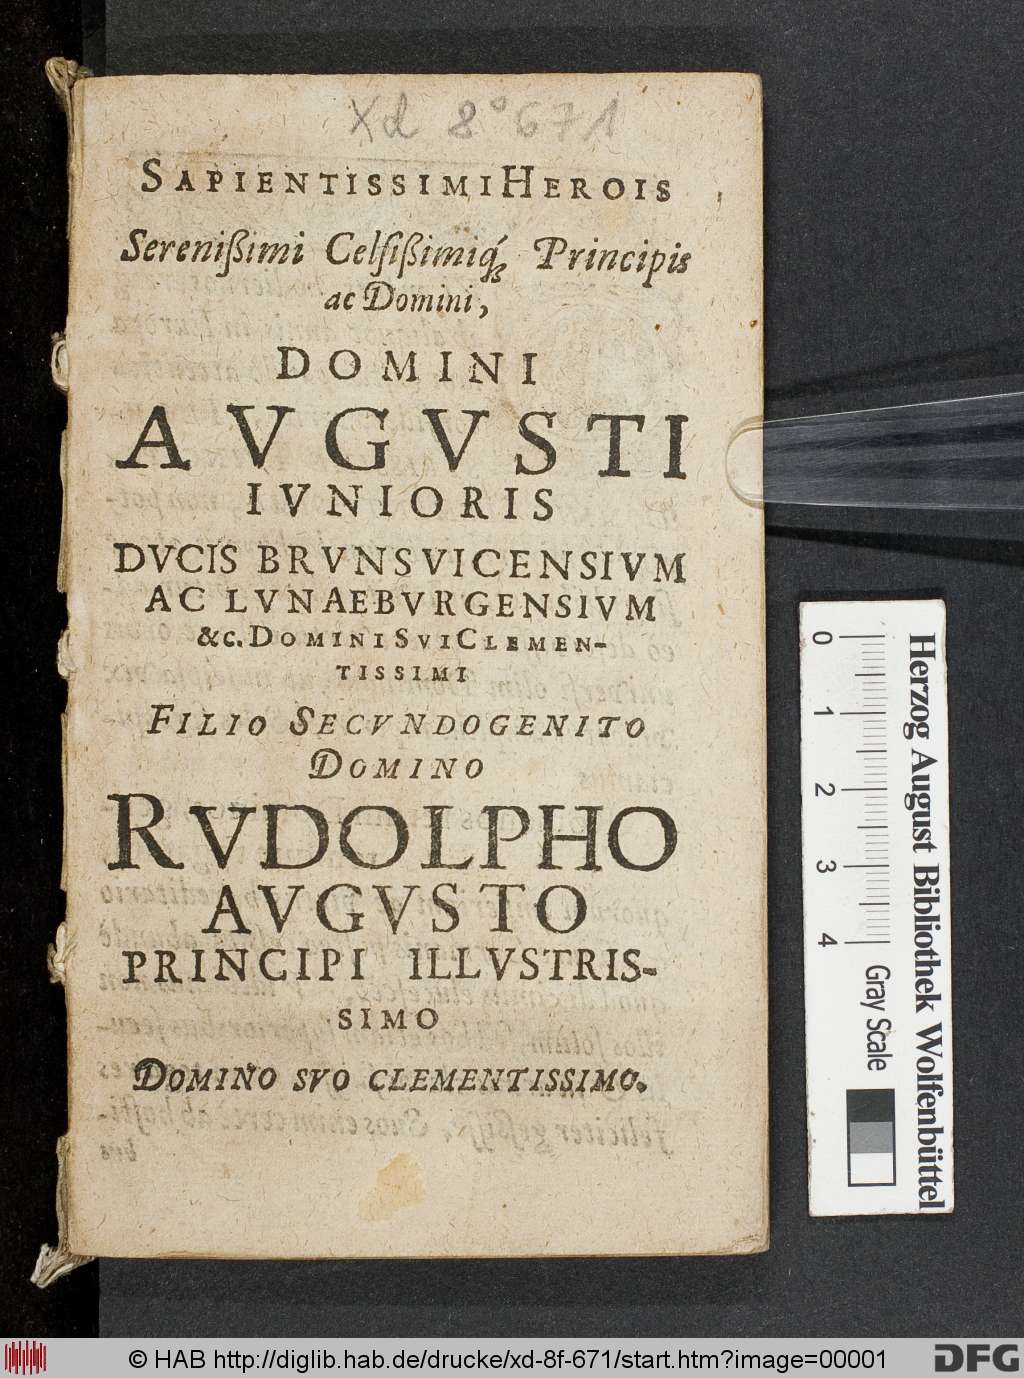 Xd 8° 671
SAPIENTISSIMI HEROIS
Serenißimi Celsißimiq́; Principis
ac Domini,
DOMINI
AVGVSTI
IVNIORIS
DVCIS BRVNSVICENSIVM
AC LVNAEBVRGENSIVM
&c. DOMINI SVI CLEMEN-
TISSIMI
FILIO SECVNDOGENITO
DOMINO
RVDOLPHO
AVGVSTO
PRINCIPI ILLVSTRIS-
SIMO
DOMINO SVO CLEMENTISSIMO.
Herzog August Bibliothek Wolfenbüttel
0 1 2 3 4 Gray Scale
© HAB http://diglib.hab.de/drucke/xd-8f-671/start.htm?image=00001
DFG